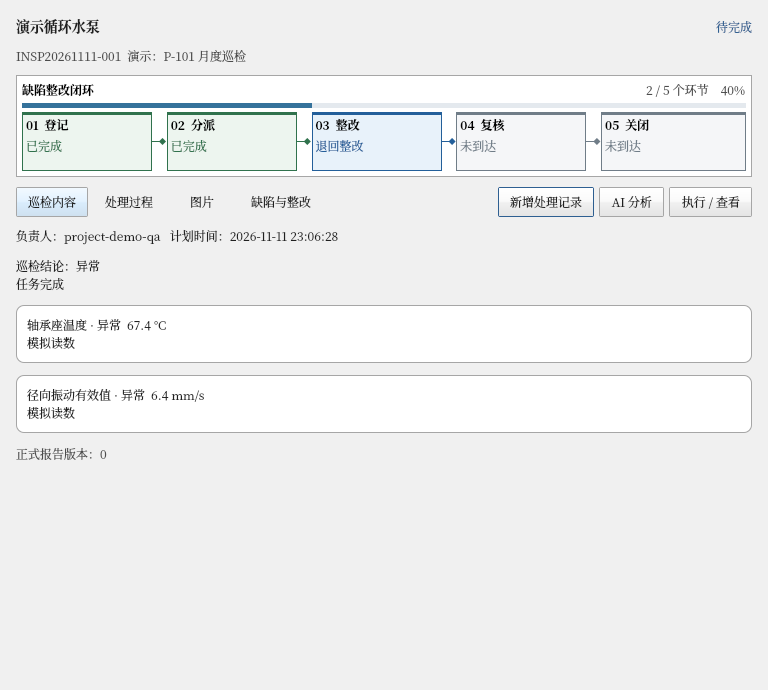 演示循环水泵 待完成
INSP20261111-001 演示: P-101 月度巡检
缺陷整改闭环 2 / 5 个环节 40%
01 登记 02 分派 03 整改 04 复核 05 关闭
已完成 已完成 退回整改 未到达 未到达
巡检内容 处理过程 图片 缺陷与整改 新增处理记录 AI 分析 执行 / 查看
负责人: project-demo-qa 计划时间: 2026-11-11 23:06:28
巡检结论: 异常
任务完成
轴承座温度 · 异常 67.4 °C
模拟读数
径向振动有效值 · 异常 6.4 mm/s
模拟读数
正式报告版本: 0